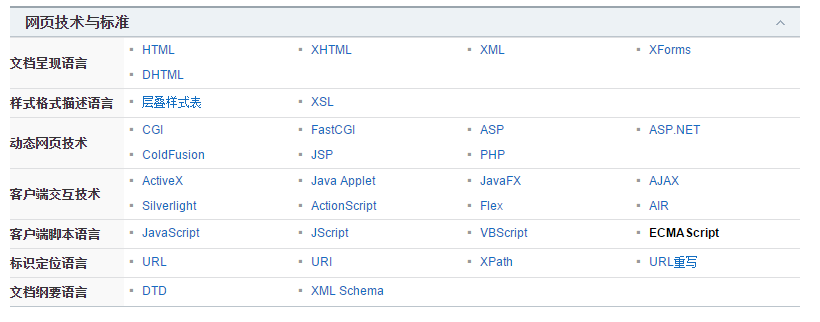 网页技术与标准
文档呈现语言
HTML XHTML XML XForms
DHTML
样式格式描述语言
层叠样式表 XSL
动态网页技术
CGI FastCGI ASP ASP.NET
ColdFusion JSP PHP
客户端交互技术
ActiveX Java Applet JavaFX AJAX
Silverlight ActionScript Flex AIR
客户端脚本语言
JavaScript JScript VBScript ECMAScript
标识定位语言
URL URI XPath URL重写
文档纲要语言
DTD XML Schema